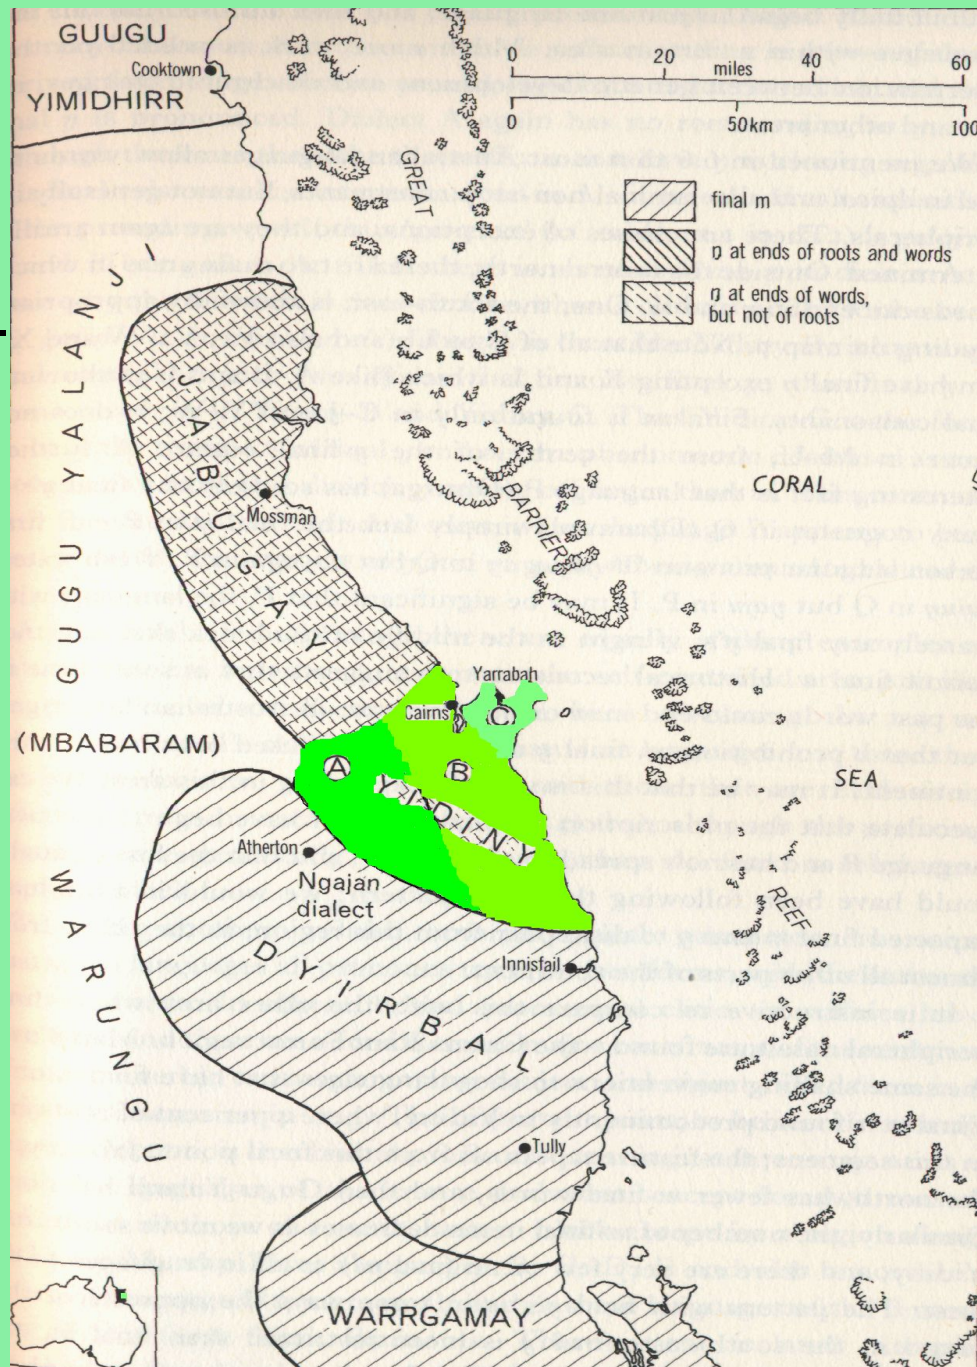 GUUGU
Cooktown
YIMIDHIRR
0 20 40 60
miles
0 50km 100
GREAT
final m
ŋ at ends of roots and words
ŋ at ends of words,
but not of roots
GUGU YALANJI
JABUGAY
Mossman
BARRIER
CORAL
Yarrabah
Cairns
C
(MBABARAM)
A
B
SEA
YIDINY
Atherton
Ngajan
dialect
REEF
WARUNGU
DYIRBAL
Innisfail
Tully
WARRGAMAY